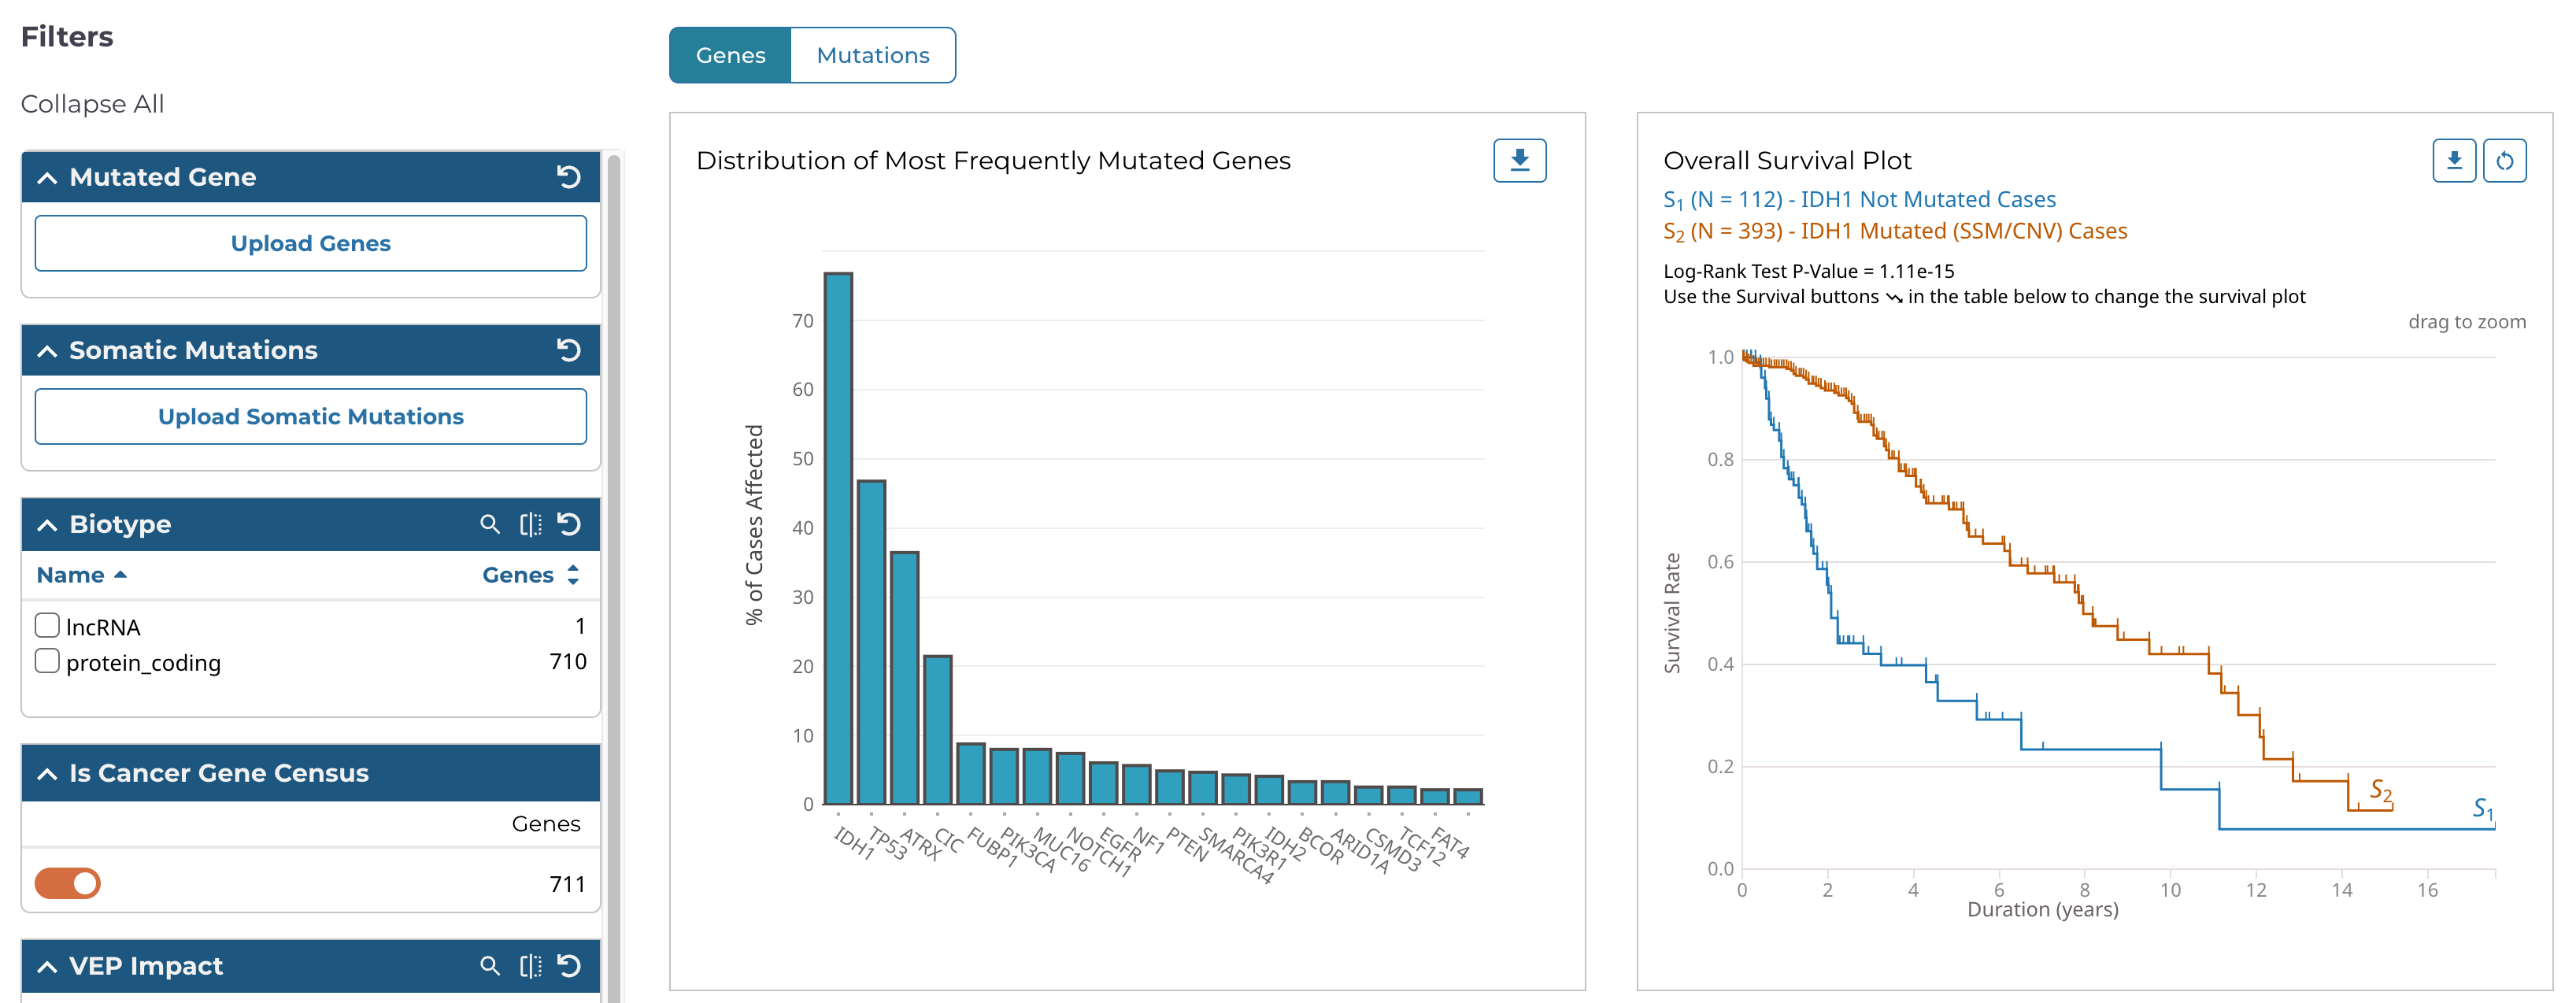 Filters
Collapse All
Mutated Gene
Upload Genes
Somatic Mutations
Upload Somatic Mutations
Biotype
Name Genes
lncRNA 1
protein_coding 710
Is Cancer Gene Census
Genes
711
VEP Impact
Genes Mutations
Distribution of Most Frequently Mutated Genes
% of Cases Affected
70
60
50
40
30
20
10
0
IDH1
TP53
ATRX
CIC
FUBP1
PIK3CA
MUC16
NOTCH1
EGFR
NF1
PTEN
SMARCA4
PIK3R1
IDH2
BCOR
ARID1A
CSMD3
TCF12
FAT4
Overall Survival Plot
S1 (N = 112) - IDH1 Not Mutated Cases
S2 (N = 393) - IDH1 Mutated (SSM/CNV) Cases
Log-Rank Test P-Value = 1.11e-15
Use the Survival buttons in the table below to change the survival plot
drag to zoom
Survival Rate
1.0
0.8
0.6
0.4
0.2
0.0
S2
S1
0 2 4 6 8 10 12 14 16
Duration (years)